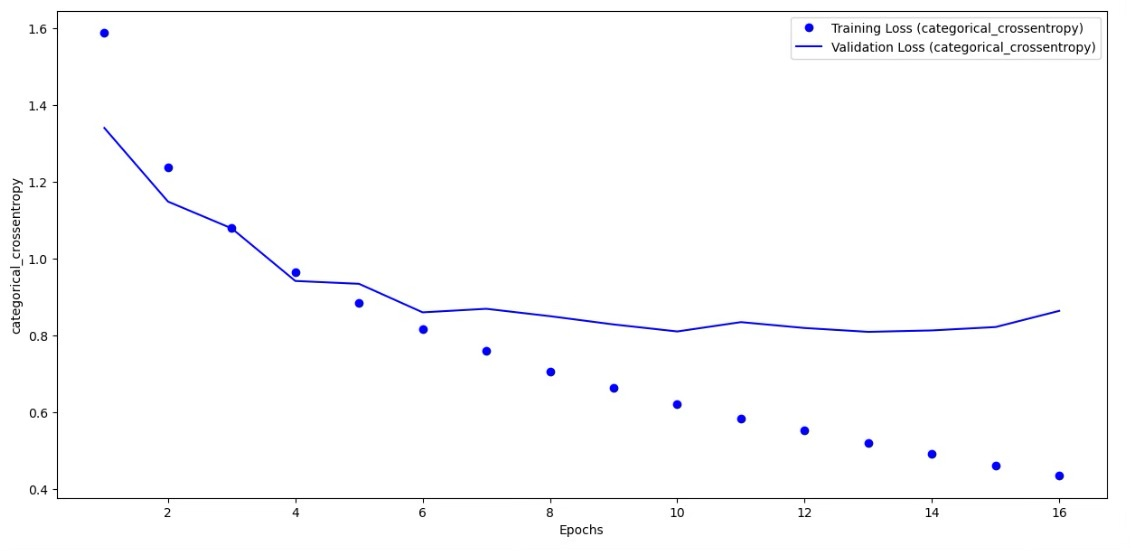 Training Loss (categorical_crossentropy)
Validation Loss (categorical_crossentropy)
categorical_crossentropy
1.6
1.4
1.2
1.0
0.8
0.6
0.4
2 4 6 8 10 12 14 16
Epochs